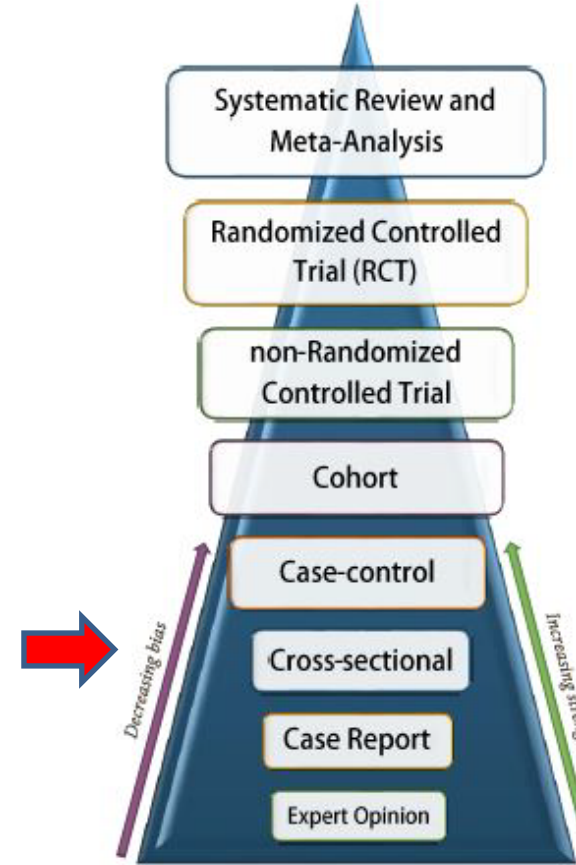 Systematic Review and
Meta-Analysis
Randomized Controlled
Trial (RCT)
non-Randomized
Controlled Trial
Cohort
Case-control
Cross-sectional
Case Report
Expert Opinion
Decreasing bias
Increasing